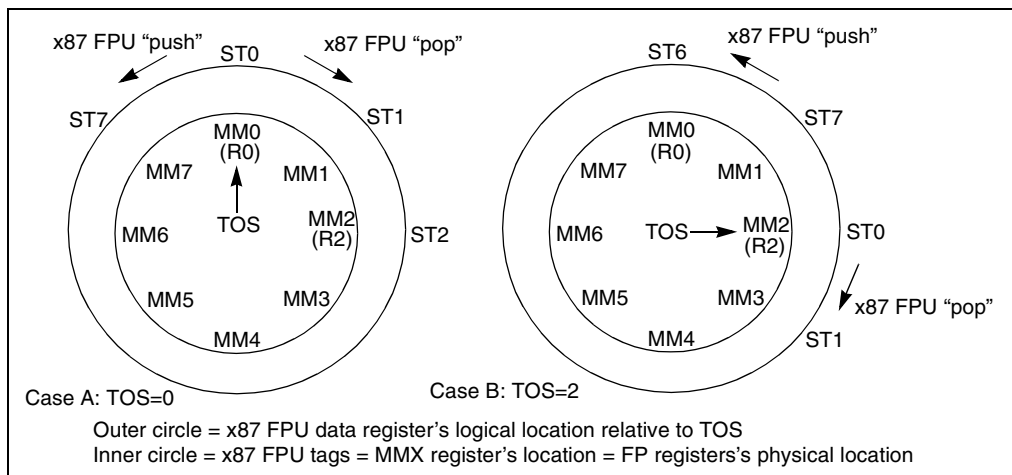 x87 FPU “push”
x87 FPU “pop”
ST0
ST7
ST1
MM0
(R0)
MM7
MM1
TOS
MM6
MM2
(R2)
ST2
MM5
MM3
MM4
Case A: TOS=0
x87 FPU “push”
ST6
ST7
MM0
(R0)
MM7
MM1
MM6
TOS
MM2
(R2)
ST0
MM5
MM3
x87 FPU “pop”
MM4
ST1
Case B: TOS=2
Outer circle = x87 FPU data register’s logical location relative to TOS
Inner circle = x87 FPU tags = MMX register’s location = FP registers’s physical location